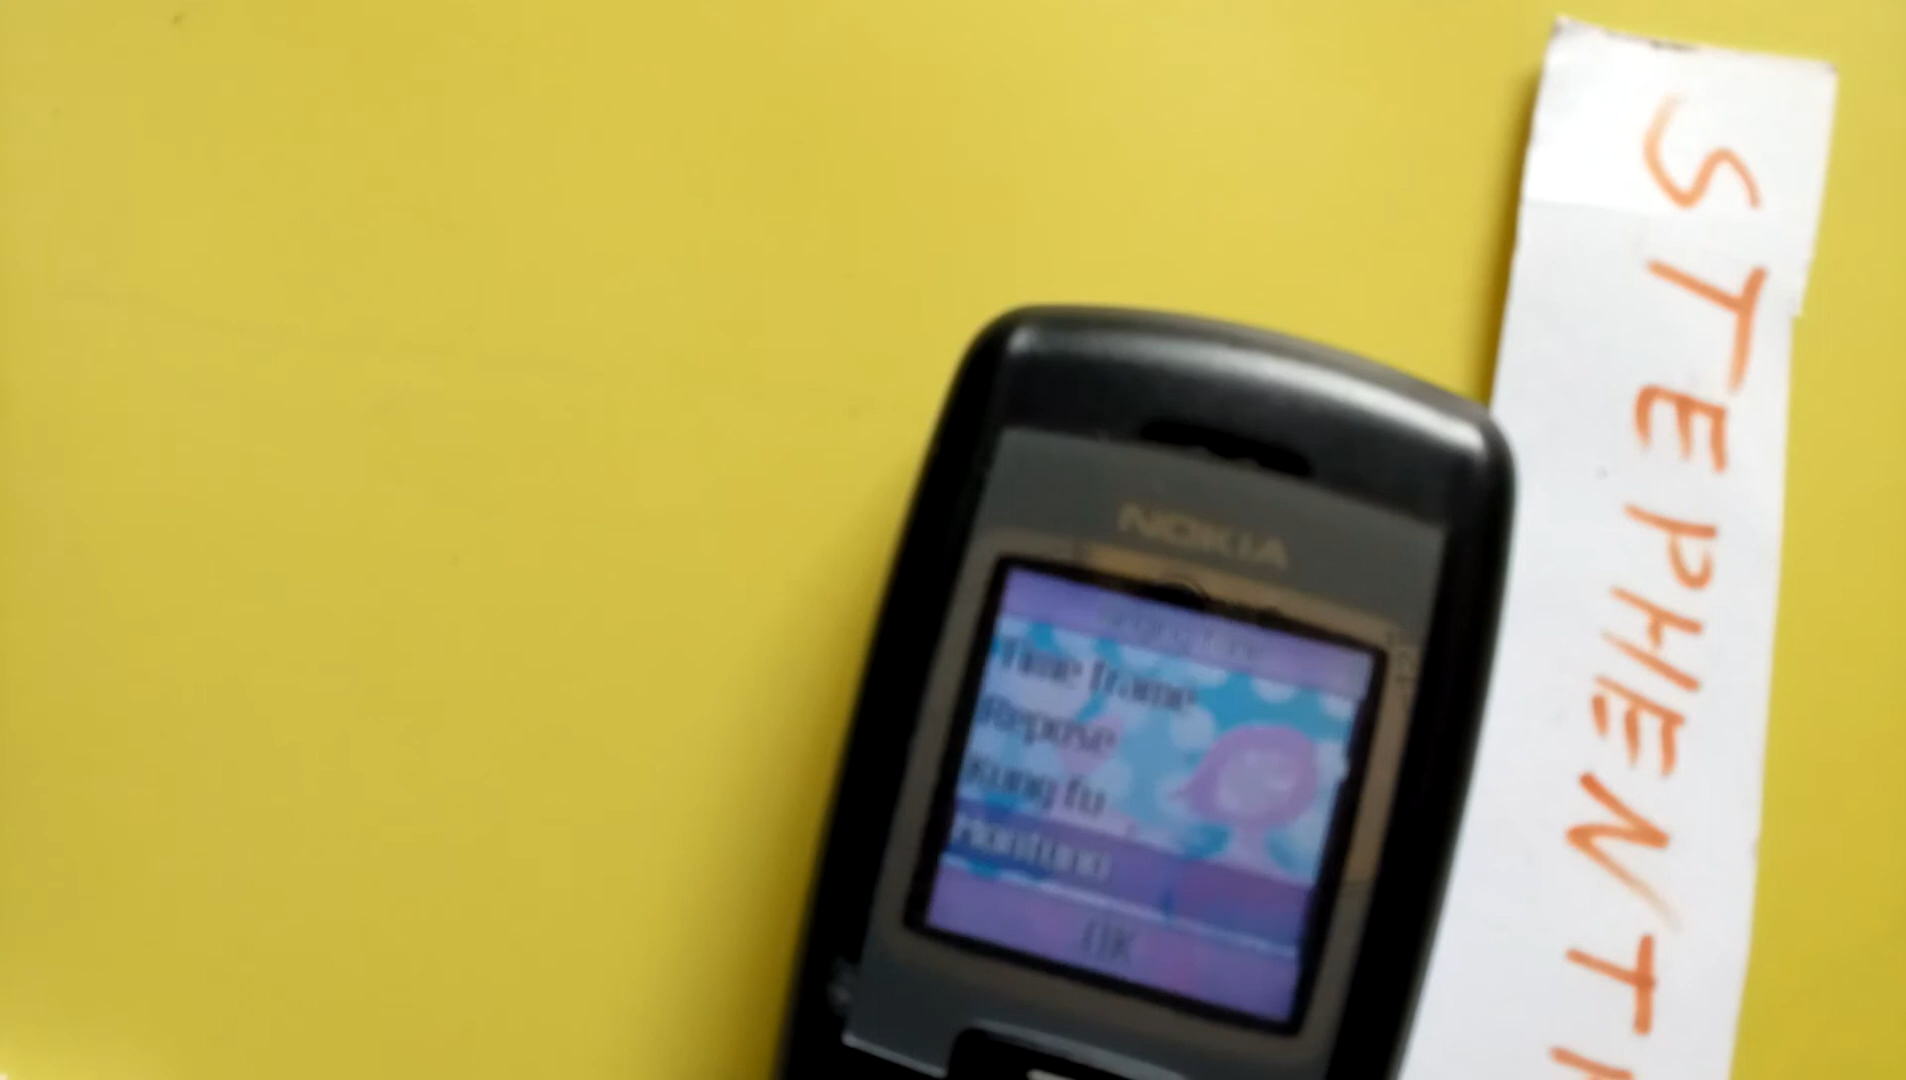 NOKIA
Time frame
Repose
Kung fu
OK
STEPHENT